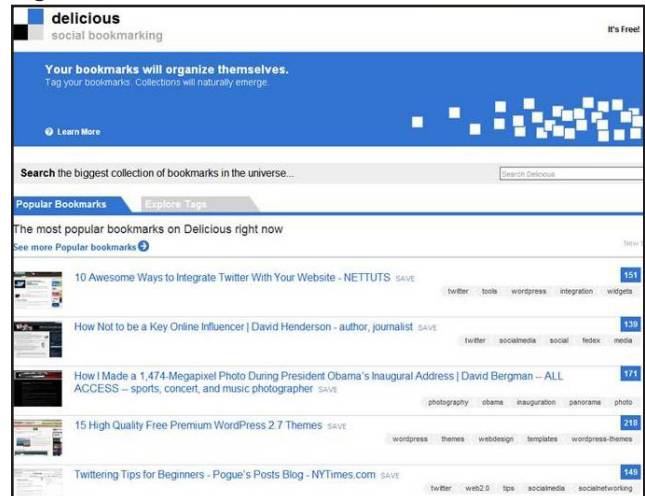 delicious
social bookmarking
It's Free!
Your bookmarks will organize themselves.
Tag your bookmarks. Collections will naturally emerge.
Learn More
Search the biggest collection of bookmarks in the universe...
Search Delicious
Popular Bookmarks
Explore Tags
The most popular bookmarks on Delicious right now
See more Popular bookmarks
New
10 Awesome Ways to Integrate Twitter With Your Website - NETTUTS SAVE
151
twitter tools wordpress integration widgets
How Not to be a Key Online Influencer | David Henderson - author, journalist SAVE
139
twitter socialmedia social fedex media
How I Made a 1,474-Megapixel Photo During President Obama's Inaugural Address | David Bergman -- ALL
ACCESS -- sports, concert, and music photographer SAVE
171
photography obama inauguration panorama photo
15 High Quality Free Premium WordPress 2.7 Themes SAVE
218
wordpress themes webdesign templates wordpress-themes
Twittering Tips for Beginners - Pogue's Posts Blog - NYTimes.com SAVE
149
twitter web2.0 tips socialmedia socialnetworking